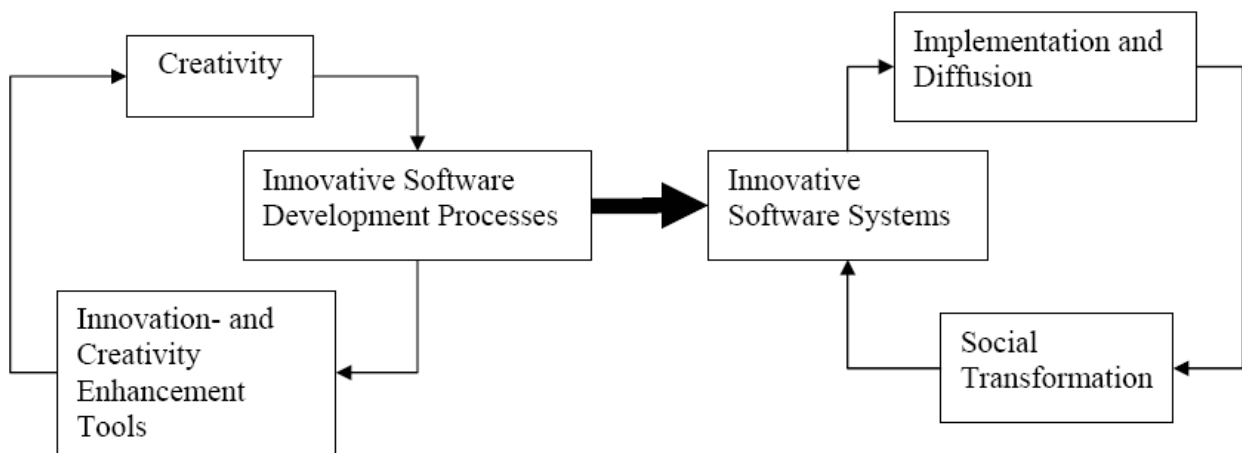 Creativity
Innovative Software
Development Processes
Innovation- and
Creativity
Enhancement
Tools
Innovative
Software Systems
Implementation and
Diffusion
Social
Transformation